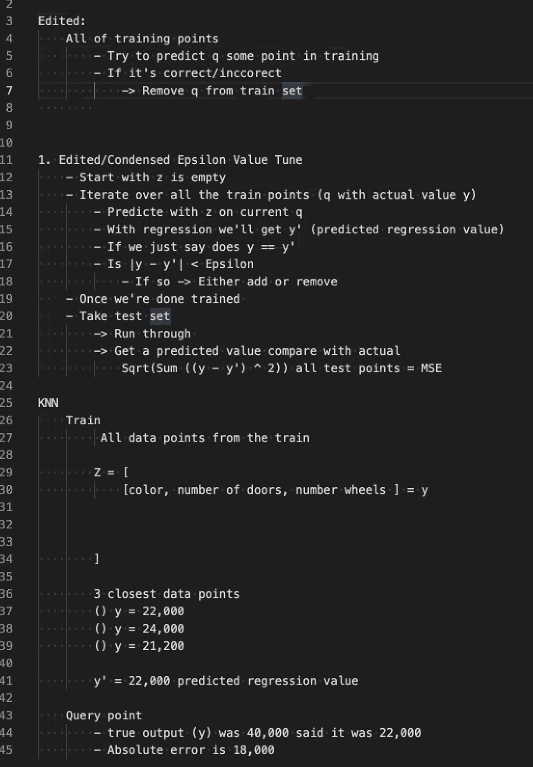 2
3 Edited:
4 All of training points
5 - Try to predict q some point in training
6 - If it's correct/inccorect
7 -> Remove q from train set
8
9
10
11 1. Edited/Condensed Epsilon Value Tune
12 - Start with z is empty
13 - Iterate over all the train points (q with actual value y)
14 - Predicte with z on current q
15 - With regression we'll get y' (predicted regression value)
16 - If we just say does y == y'
17 - Is |y - y'| < Epsilon
18 - If so -> Either add or remove
19 - Once we're done trained
20 - Take test set
21 -> Run through
22 -> Get a predicted value compare with actual
23 Sqrt(Sum ((y - y') ^ 2)) all test points = MSE
24
25 KNN
26 Train
27 All data points from the train
28
29 Z = [
30 [color, number of doors, number wheels ] = y
31
32
33
34 ]
35
36 3 closest data points
37 () y = 22,000
38 () y = 24,000
39 () y = 21,200
40
41 y' = 22,000 predicted regression value
42
43 Query point
44 - true output (y) was 40,000 said it was 22,000
45 - Absolute error is 18,000